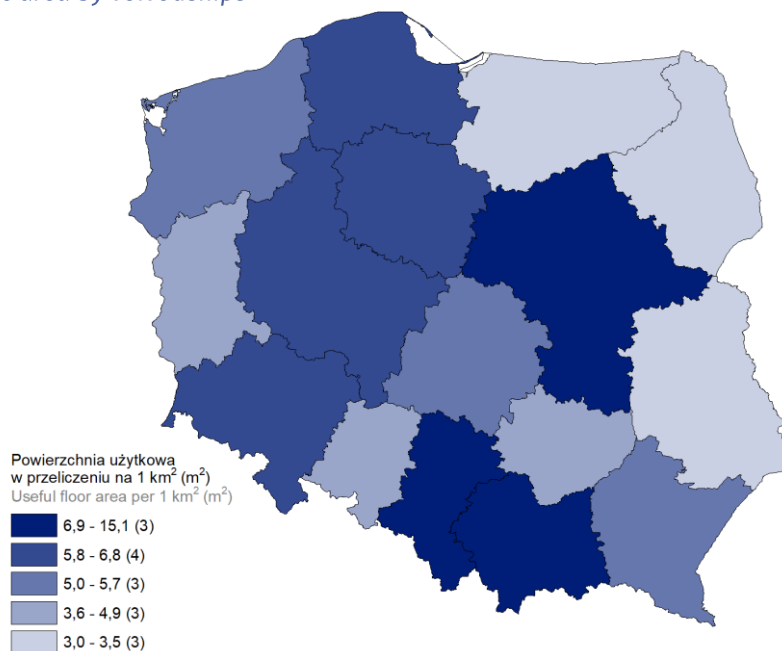 Powierzchnia użytkowa
w przeliczeniu na 1 km² (m²)
Useful floor area per 1 km² (m²)
6,9 - 15,1 (3)
5,8 - 6,8 (4)
5,0 - 5,7 (3)
3,6 - 4,9 (3)
3,0 - 3,5 (3)